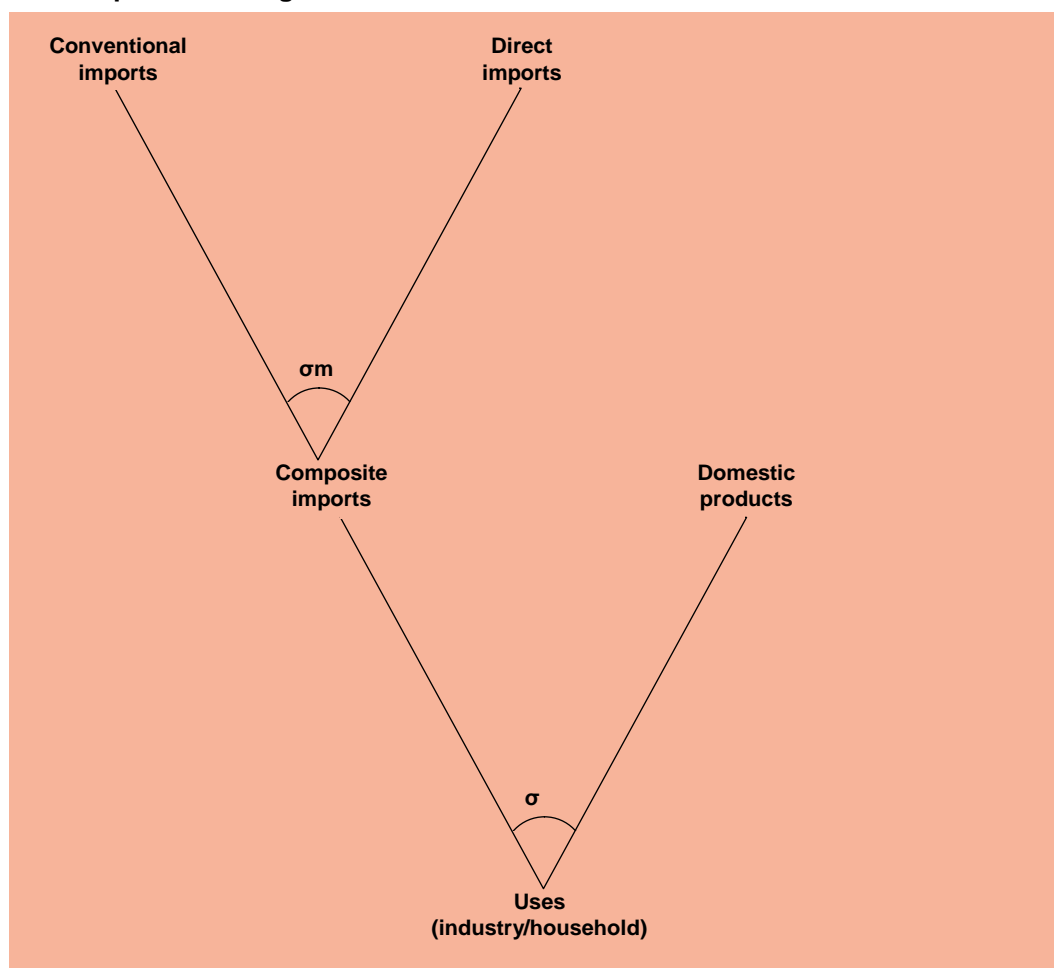 Conventional
imports
Direct
imports
σm
Composite
imports
Domestic
products
σ
Uses
(industry/household)